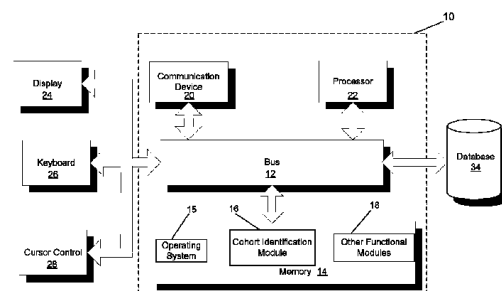 10
Display
24
Communication
Device
20
Processor
22
Keyboard
26
Bus
12
Database
34
Cursor Control
28
15
Operating
System
16
Cohort Identification
Module
18
Other Functional
Modules
Memory 14